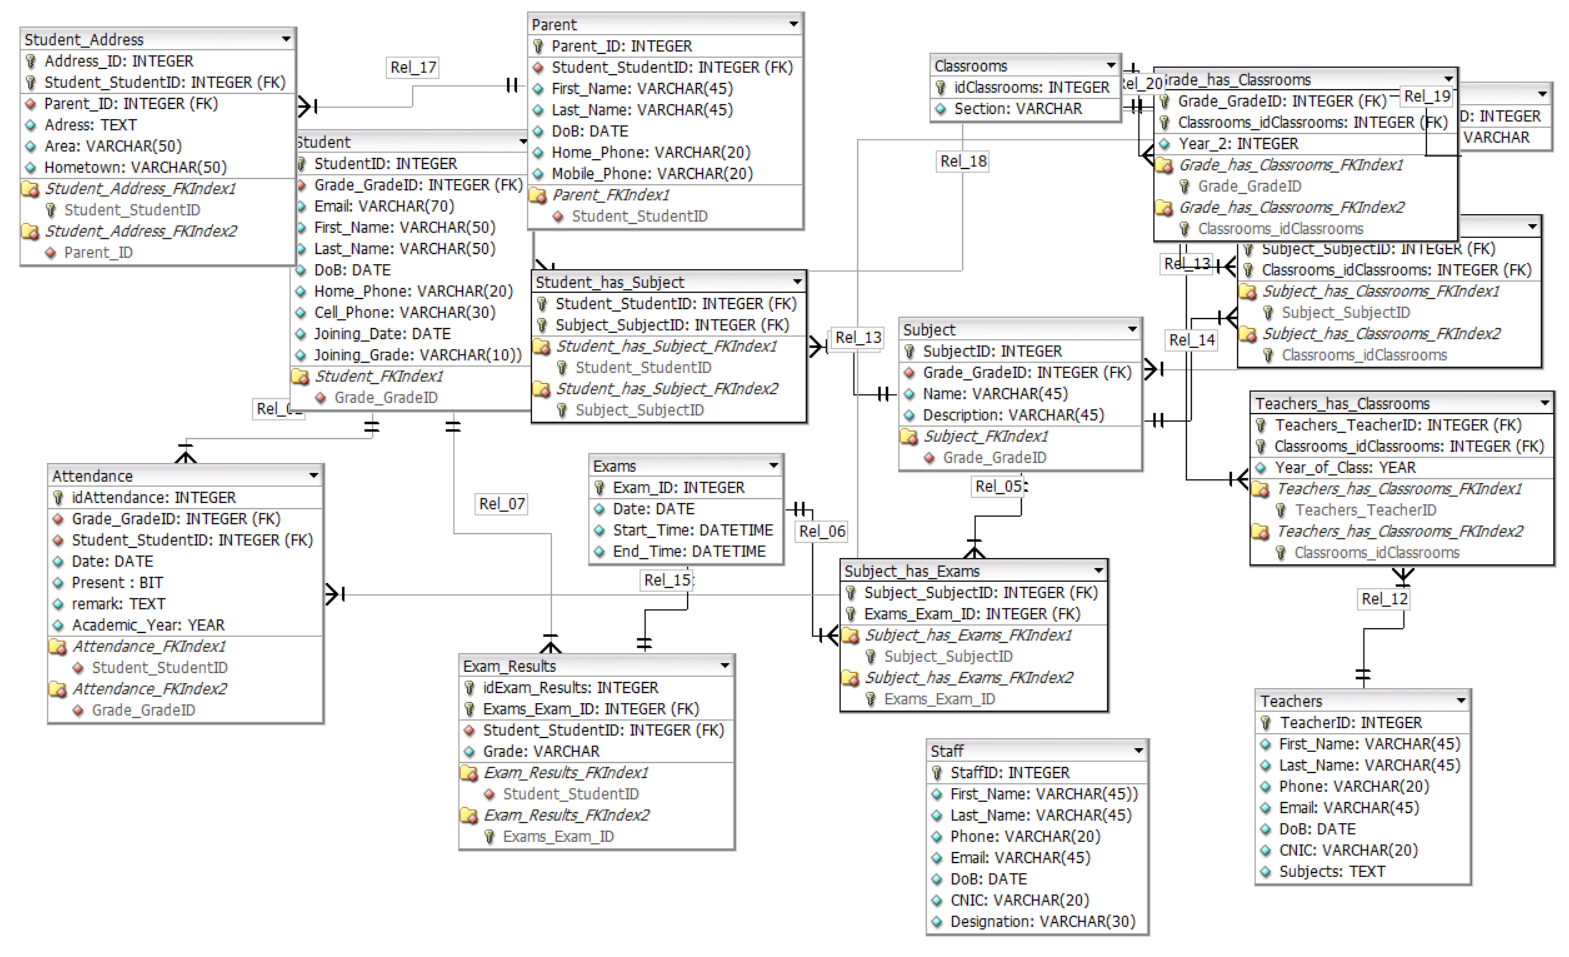 Student_Address
Address_ID: INTEGER
Student_StudentID: INTEGER (FK)
Parent_ID: INTEGER (FK)
Adress: TEXT
Area: VARCHAR(50)
Hometown: VARCHAR(50)
Student_Address_FKIndex1
Student_StudentID
Student_Address_FKIndex2
Parent_ID
Rel_17
Parent
Parent_ID: INTEGER
Student_StudentID: INTEGER (FK)
First_Name: VARCHAR(45)
Last_Name: VARCHAR(45)
DoB: DATE
Home_Phone: VARCHAR(20)
Mobile_Phone: VARCHAR(20)
Parent_FKIndex1
Student_StudentID
Student
StudentID: INTEGER
Grade_GradeID: INTEGER (FK)
Email: VARCHAR(70)
First_Name: VARCHAR(50)
Last_Name: VARCHAR(50)
DoB: DATE
Home_Phone: VARCHAR(20)
Cell_Phone: VARCHAR(30)
Joining_Date: DATE
Joining_Grade: VARCHAR(10))
Student_FKIndex1
Grade_GradeID
Classrooms
idClassrooms: INTEGER
Section: VARCHAR
Rel_18
Rel_20
Grade_has_Classrooms
Grade_GradeID: INTEGER (FK)
Classrooms_idClassrooms: INTEGER (FK)
Year_2: INTEGER
Grade_has_Classrooms_FKIndex1
Grade_GradeID
Grade_has_Classrooms_FKIndex2
Classrooms_idClassrooms
Rel_19
D: INTEGER
VARCHAR
Rel_13
Subject_SubjectID: INTEGER (FK)
Classrooms_idClassrooms: INTEGER (FK)
Subject_has_Classrooms_FKIndex1
Subject_SubjectID
Subject_has_Classrooms_FKIndex2
Classrooms_idClassrooms
Student_has_Subject
Student_StudentID: INTEGER (FK)
Subject_SubjectID: INTEGER (FK)
Student_has_Subject_FKIndex1
Student_StudentID
Student_has_Subject_FKIndex2
Subject_SubjectID
Rel_13
Subject
SubjectID: INTEGER
Grade_GradeID: INTEGER (FK)
Name: VARCHAR(45)
Description: VARCHAR(45)
Subject_FKIndex1
Grade_GradeID
Rel_14
Teachers_has_Classrooms
Teachers_TeacherID: INTEGER (FK)
Classrooms_idClassrooms: INTEGER (FK)
Year_of_Class: YEAR
Teachers_has_Classrooms_FKIndex1
Teachers_TeacherID
Teachers_has_Classrooms_FKIndex2
Classrooms_idClassrooms
Attendance
idAttendance: INTEGER
Grade_GradeID: INTEGER (FK)
Student_StudentID: INTEGER (FK)
Date: DATE
Present : BIT
remark: TEXT
Academic_Year: YEAR
Attendance_FKIndex1
Student_StudentID
Attendance_FKIndex2
Grade_GradeID
Rel_07
Exams
Exam_ID: INTEGER
Date: DATE
Start_Time: DATETIME
End_Time: DATETIME
Rel_15
Rel_06
Rel_05
Subject_has_Exams
Subject_SubjectID: INTEGER (FK)
Exams_Exam_ID: INTEGER (FK)
Subject_has_Exams_FKIndex1
Subject_SubjectID
Subject_has_Exams_FKIndex2
Exams_Exam_ID
Rel_12
Exam_Results
idExam_Results: INTEGER
Exams_Exam_ID: INTEGER (FK)
Student_StudentID: INTEGER (FK)
Grade: VARCHAR
Exam_Results_FKIndex1
Student_StudentID
Exam_Results_FKIndex2
Exams_Exam_ID
Staff
StaffID: INTEGER
First_Name: VARCHAR(45))
Last_Name: VARCHAR(45)
Phone: VARCHAR(20)
Email: VARCHAR(45)
DoB: DATE
CNIC: VARCHAR(20)
Designation: VARCHAR(30)
Teachers
TeacherID: INTEGER
First_Name: VARCHAR(45)
Last_Name: VARCHAR(45)
Phone: VARCHAR(20)
Email: VARCHAR(45)
DoB: DATE
CNIC: VARCHAR(20)
Subjects: TEXT